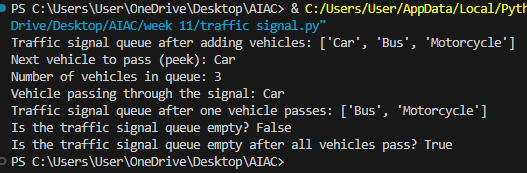 PS C:\Users\User\OneDrive\Desktop\AIAC> & C:/Users/User/AppData/Local/Pyth
Drive/Desktop/AIAC/week 11/traffic signal.py"
Traffic signal queue after adding vehicles: ['Car', 'Bus', 'Motorcycle']
Next vehicle to pass (peek): Car
Number of vehicles in queue: 3
Vehicle passing through the signal: Car
Traffic signal queue after one vehicle passes: ['Bus', 'Motorcycle']
Is the traffic signal queue empty? False
Is the traffic signal queue empty after all vehicles pass? True
PS C:\Users\User\OneDrive\Desktop\AIAC>